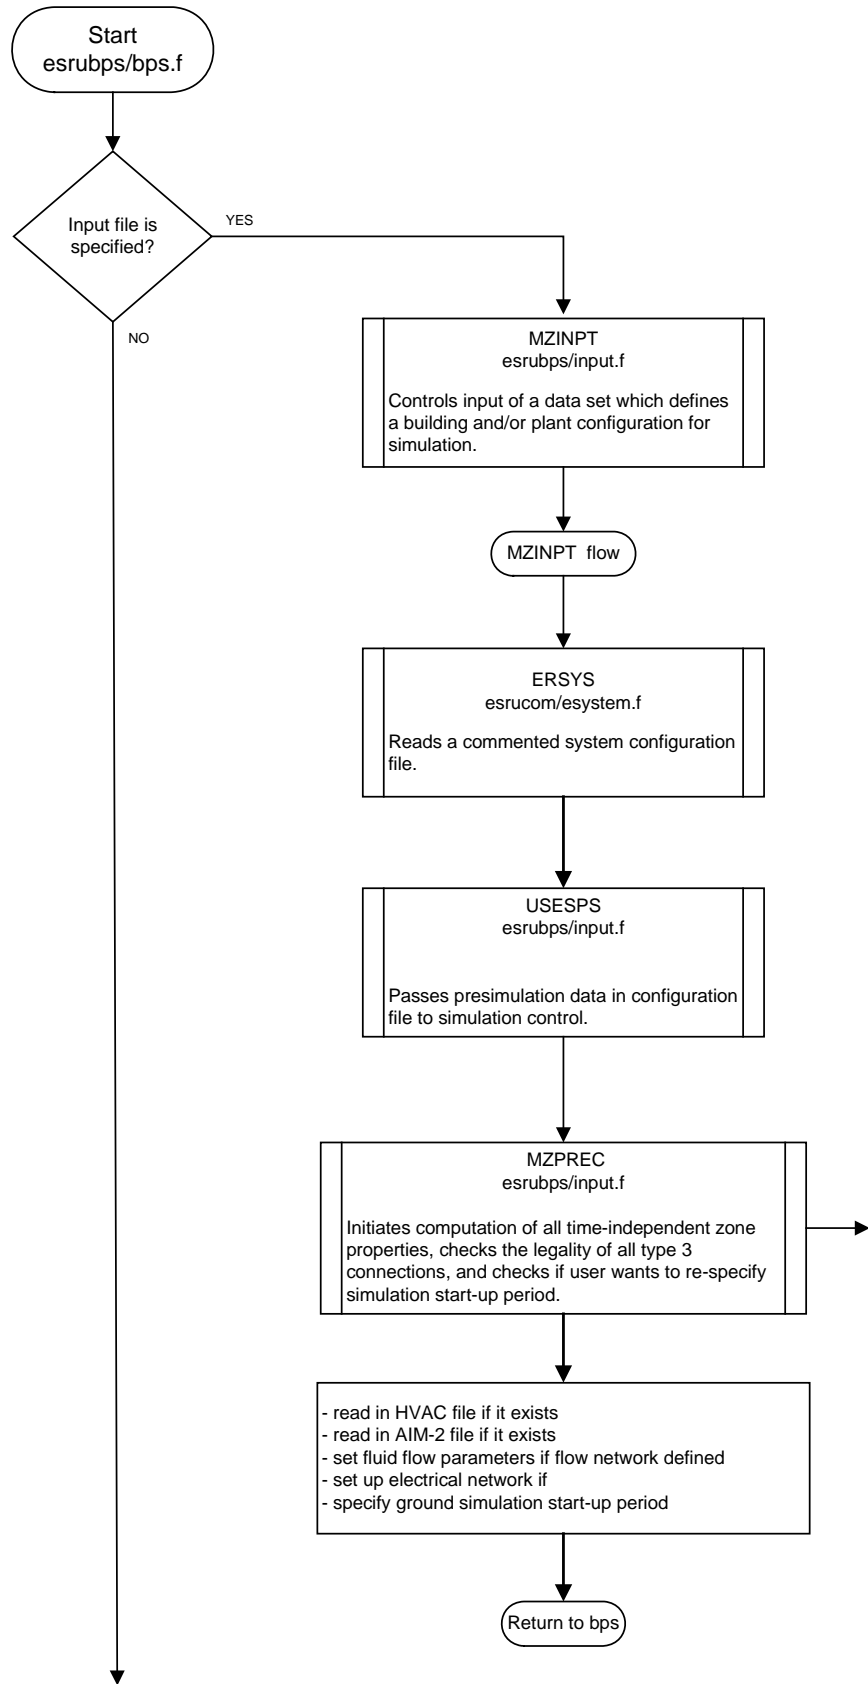 Start
esrubps/bps.f
Input file is
specified?
YES
NO
MZINPT
esrubps/input.f
Controls input of a data set which defines
a building and/or plant configuration for
simulation.
MZINPT flow
ERSYS
esrucom/esystem.f
Reads a commented system configuration
file.
USESPS
esrubps/input.f
Passes presimulation data in configuration
file to simulation control.
MZPREC
esrubps/input.f
Initiates computation of all time-independent zone
properties, checks the legality of all type 3
connections, and checks if user wants to re-specify
simulation start-up period.
- read in HVAC file if it exists
- read in AIM-2 file if it exists
- set fluid flow parameters if flow network defined
- set up electrical network if
- specify ground simulation start-up period
Return to bps